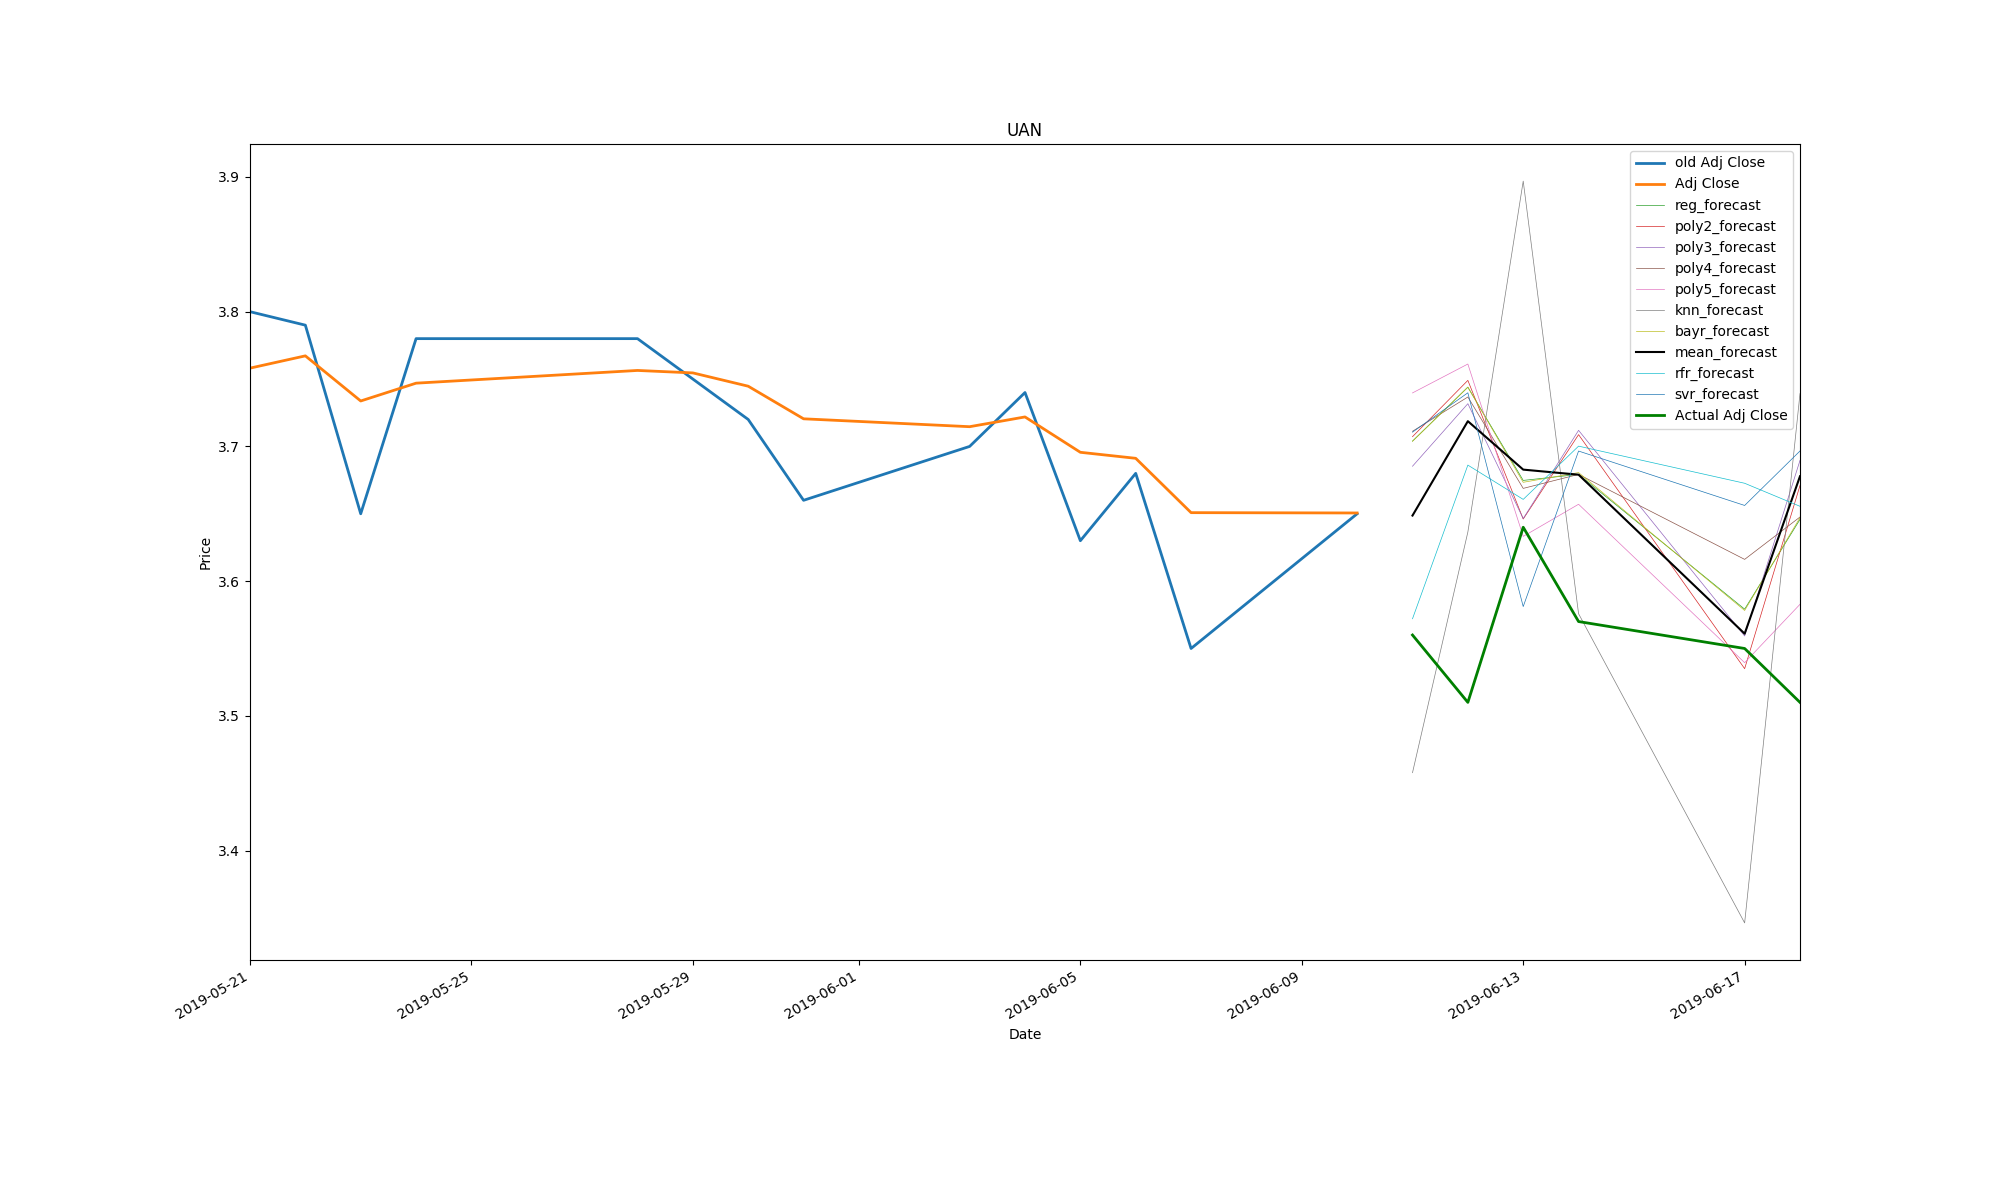 UAN
old Adj Close
Adj Close
reg_forecast
poly2_forecast
poly3_forecast
poly4_forecast
poly5_forecast
knn_forecast
bayr_forecast
mean_forecast
rfr_forecast
svr_forecast
Actual Adj Close
3.9
3.8
3.7
3.6
3.5
3.4
Price
2019-05-21
2019-05-25
2019-05-29
2019-06-01
2019-06-05
2019-06-09
2019-06-13
2019-06-17
Date